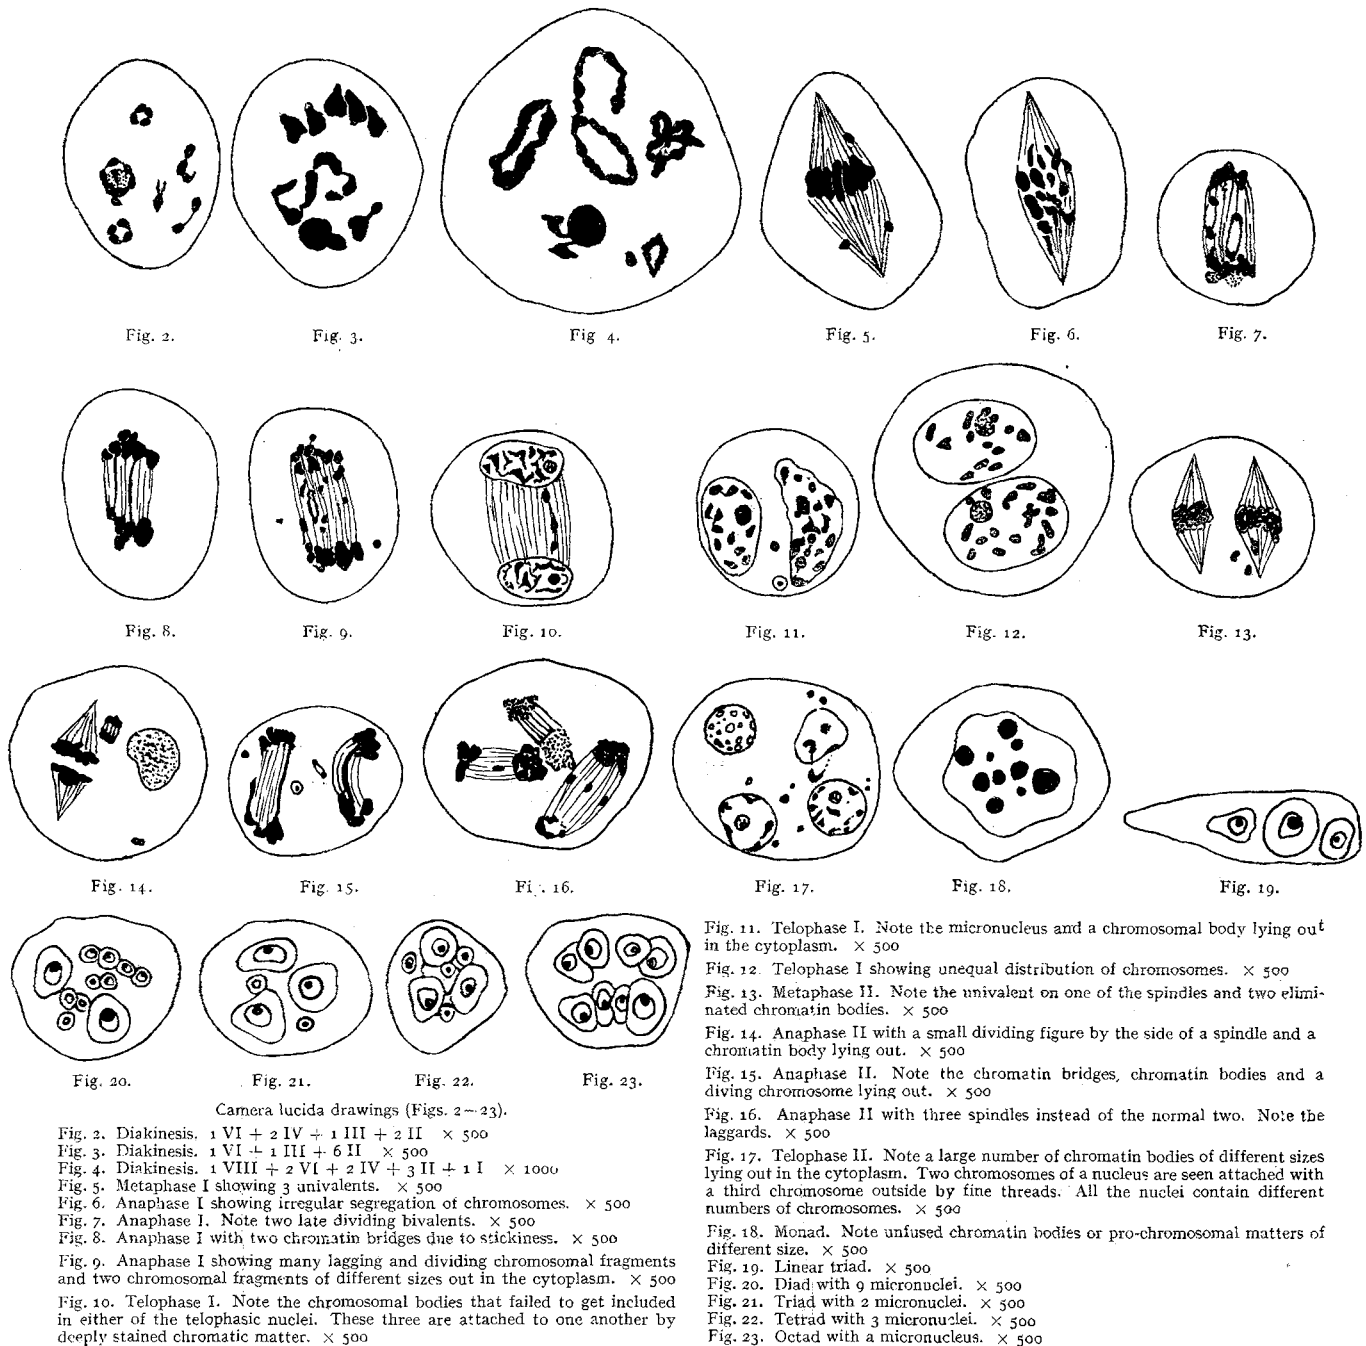 Fig. 2.
Fig. 3.
Fig 4.
Fig. 5.
Fig. 6.
Fig. 7.
Fig. 8.
Fig. 9.
Fig. 10.
Fig. 11.
Fig. 12.
Fig. 13.
Fig. 14.
Fig. 15.
Fi . 16.
Fig. 17.
Fig. 18.
Fig. 19.
Fig. 20.
Fig. 21.
Fig. 22.
Fig. 23.
Camera lucida drawings (Figs. 2—23).
Fig. 2. Diakinesis. 1 VI + 2 IV + 1 III + 2 II × 500
Fig. 3. Diakinesis. 1 VI + 1 III + 6 II × 500
Fig. 4. Diakinesis. 1 VIII + 2 VI + 2 IV + 3 II + 1 I × 1000
Fig. 5. Metaphase I showing 3 univalents. × 500
Fig. 6. Anaphase I showing irregular segregation of chromosomes. × 500
Fig. 7. Anaphase I. Note two late dividing bivalents. × 500
Fig. 8. Anaphase I with two chromatin bridges due to stickiness. × 500
Fig. 9. Anaphase I showing many lagging and dividing chromosomal fragments
and two chromosomal fragments of different sizes out in the cytoplasm. × 500
Fig. 10. Telophase I. Note the chromosomal bodies that failed to get included
in either of the telophasic nuclei. These three are attached to one another by
deeply stained chromatic matter. × 500
Fig. 11. Telophase I. Note the micronucleus and a chromosomal body lying out
in the cytoplasm. × 500
Fig. 12. Telophase I showing unequal distribution of chromosomes. × 500
Fig. 13. Metaphase II. Note the univalent on one of the spindles and two elimi-
nated chromatin bodies. × 500
Fig. 14. Anaphase II with a small dividing figure by the side of a spindle and a
chromatin body lying out. × 500
Fig. 15. Anaphase II. Note the chromatin bridges, chromatin bodies and a
diving chromosome lying out. × 500
Fig. 16. Anaphase II with three spindles instead of the normal two. Note the
laggards. × 500
Fig. 17. Telophase II. Note a large number of chromatin bodies of different sizes
lying out in the cytoplasm. Two chromosomes of a nucleus are seen attached with
a third chromosome outside by fine threads. All the nuclei contain different
numbers of chromosomes. × 500
Fig. 18. Monad. Note unfused chromatin bodies or pro-chromosomal matters of
different size. × 500
Fig. 19. Linear triad. × 500
Fig. 20. Diad with 9 micronuclei. × 500
Fig. 21. Triad with 2 micronuclei. × 500
Fig. 22. Tetrad with 3 micronuclei. × 500
Fig. 23. Octad with a micronucleus. × 500